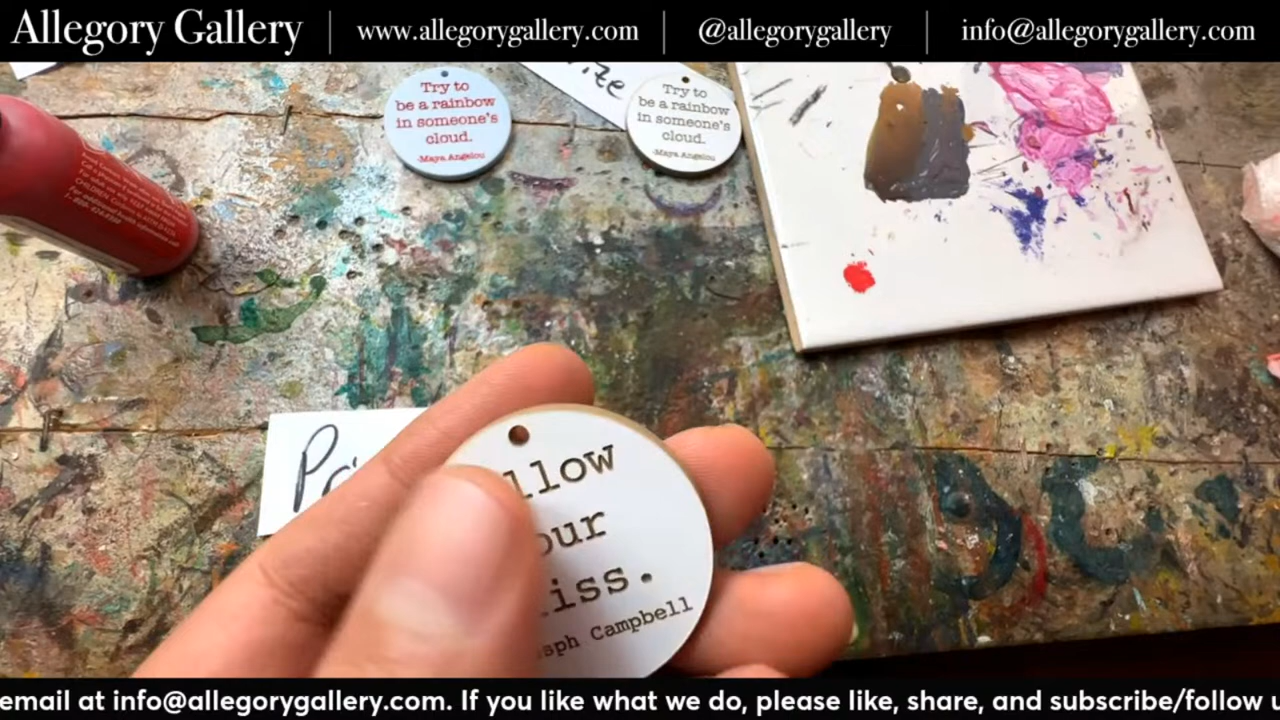 Allegory Gallery
www.allegorygallery.com
@allegorygallery
info@allegorygallery.com
Try to
be a rainbow
in someone's
cloud.
-Maya Angelou
Try to
be a rainbow
in someone's
cloud.
-Maya Angelou
llow
our
iss.
Campbell
email at info@allegorygallery.com. If you like what we do, please like, share, and subscribe/follow